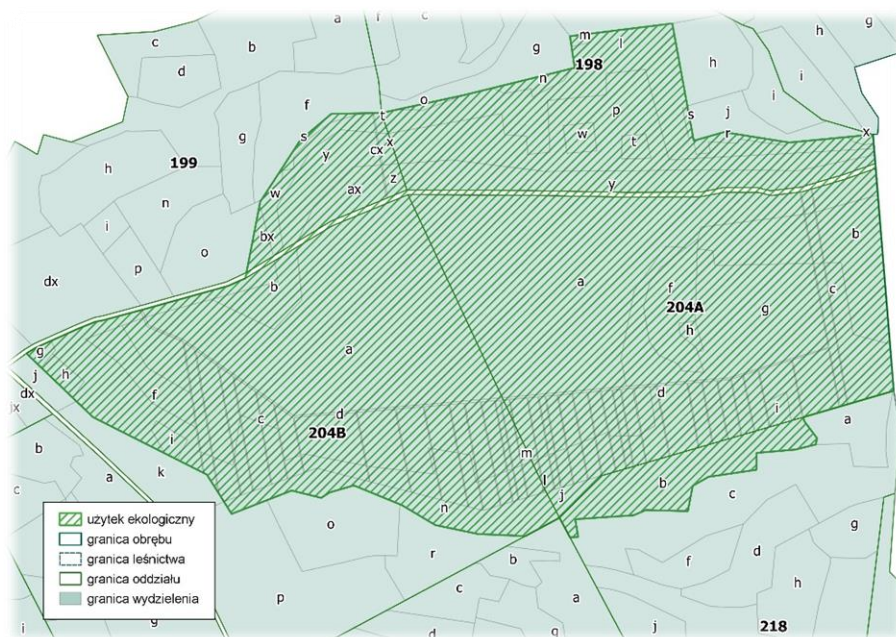 a i c g
c b m l h g
d g 198 h i
n
f o p h j i
g s t w t s r x
h 199 y cx x
n w ax z y
i bx b
o
dx p b a f c
204A g
h
a
g
j h
dx f d d
jx c i a
204B
b i m
k l b
a j c
c n
o g
r b f d
h
p c a
i g d g j 218
użytek ekologiczny
granica obrębu
granica leśnictwa
granica oddziału
granica wydzielenia